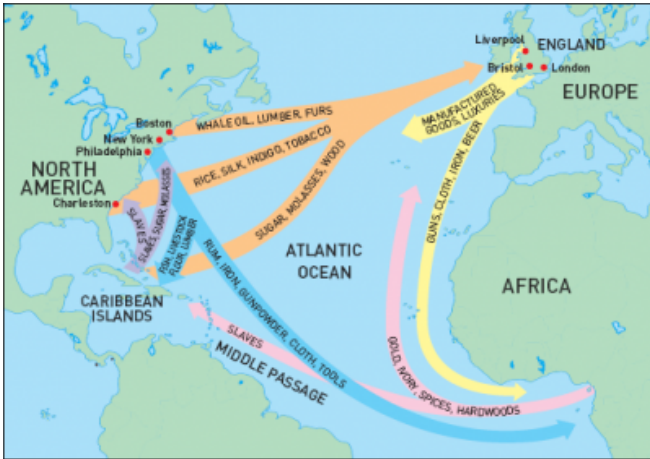 Liverpool
ENGLAND
Bristol
London
EUROPE
MANUFACTURED
GOODS, LUXURIES
Boston
WHALE OIL, LUMBER, FURS
New York
Philadelphia
NORTH
AMERICA
RICE, SILK, INDIGO, TOBACCO
Charleston
SLAVES
SLAVES, SUGAR, MOLASSES
FISH, LIVESTOCK
FLOUR, LUMBER
SUGAR, MOLASSES, WOOD
GUNS, CLOTH, IRON, BEER
ATLANTIC
OCEAN
AFRICA
CARIBBEAN
ISLANDS
RUM, IRON, GUNPOWDER, CLOTH, TOOLS
SLAVES
MIDDLE PASSAGE
GOLD, IVORY, SPICES, HARDWOODS